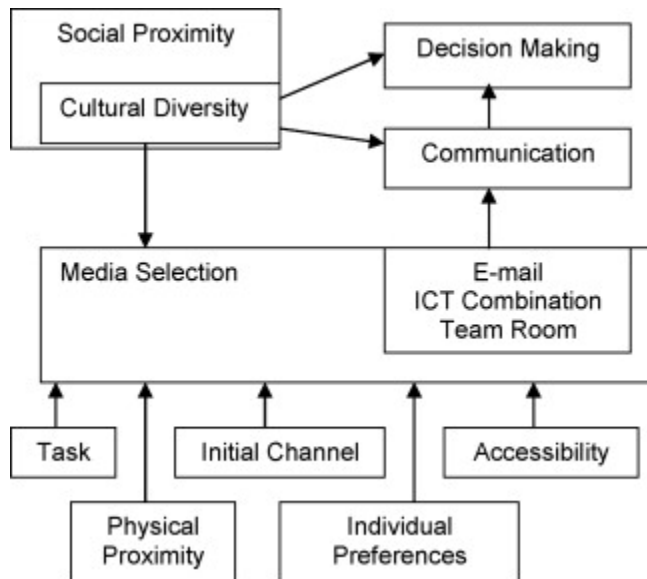 Social Proximity
Decision Making
Cultural Diversity
Communication
Media Selection
E-mail
ICT Combination
Team Room
Task
Initial Channel
Accessibility
Physical
Proximity
Individual
Preferences